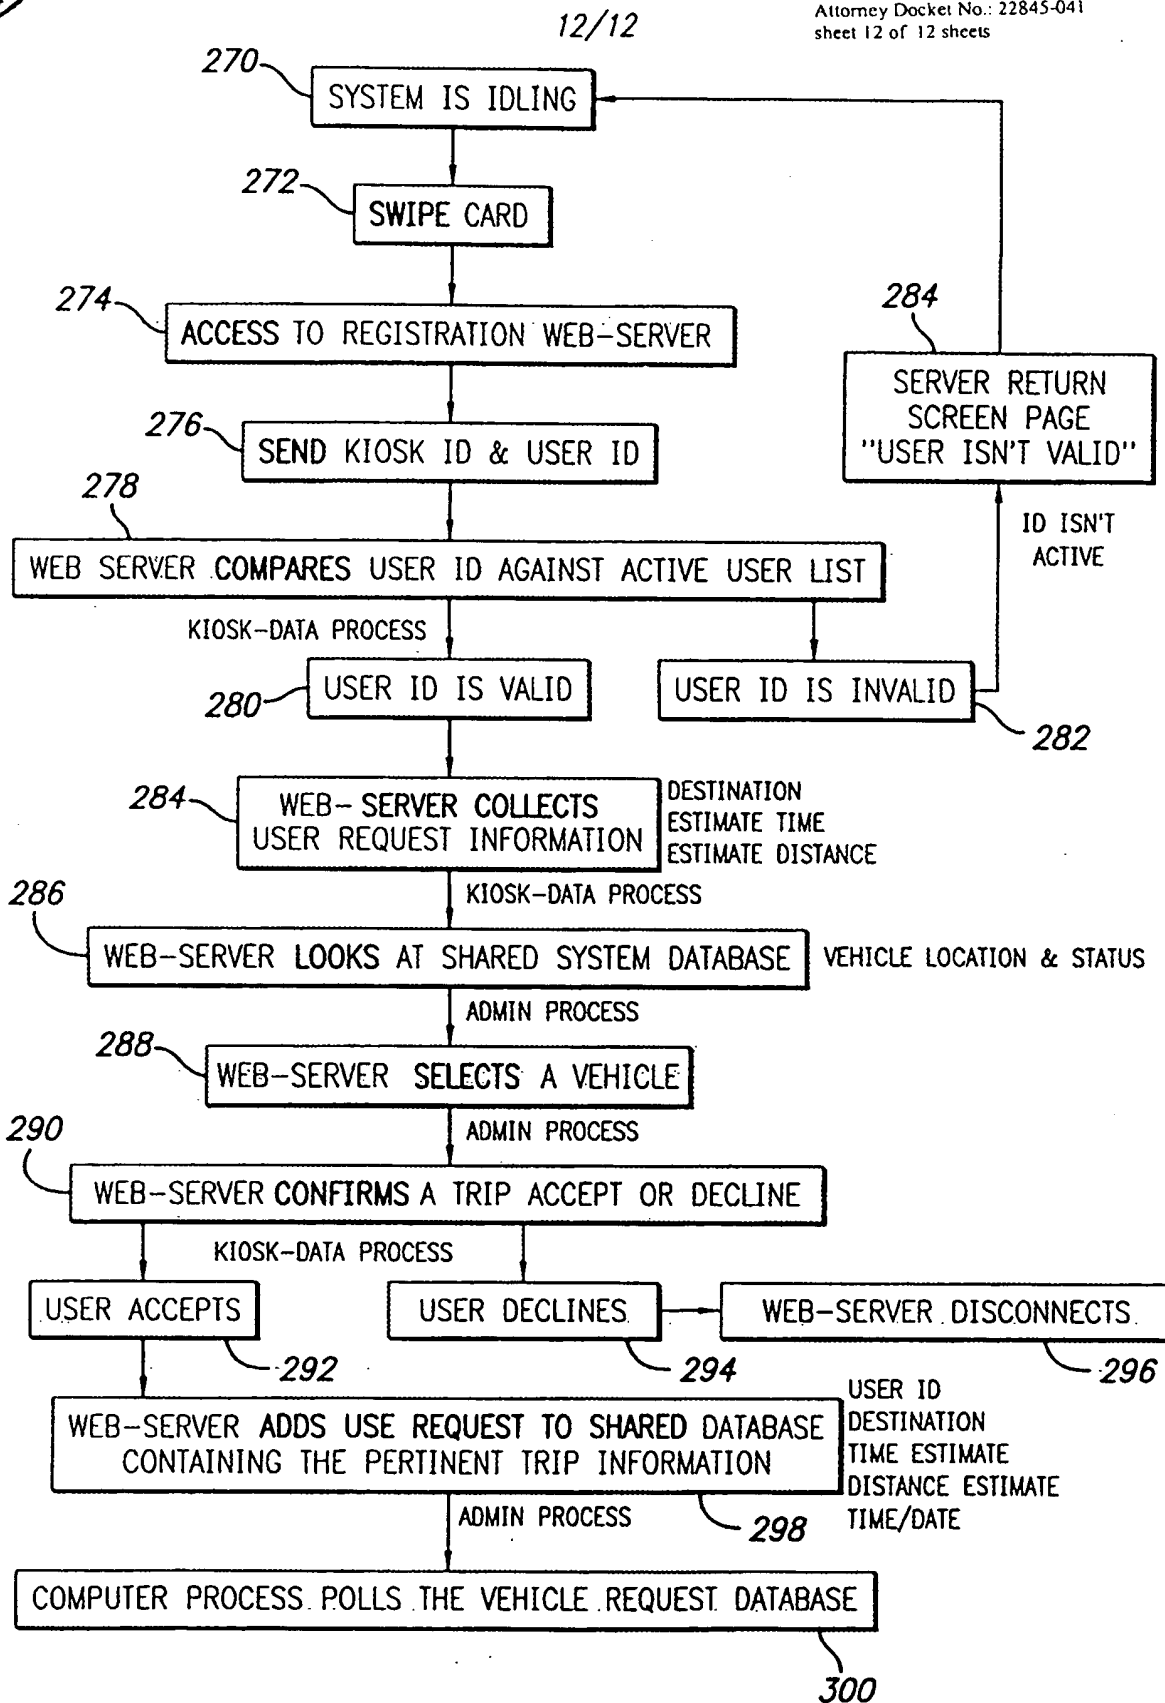 12/12
Attorney Docket No.: 22845-041
sheet 12 of 12 sheets
270
SYSTEM IS IDLING
272
SWIPE CARD
274
ACCESS TO REGISTRATION WEB-SERVER
284
SERVER RETURN
SCREEN PAGE
"USER ISN'T VALID"
276
SEND KIOSK ID & USER ID
278
ID ISN'T
ACTIVE
WEB SERVER COMPARES USER ID AGAINST ACTIVE USER LIST
KIOSK-DATA PROCESS
USER ID IS VALID
280
USER ID IS INVALID
282
284
WEB-SERVER COLLECTS
USER REQUEST INFORMATION
DESTINATION
ESTIMATE TIME
ESTIMATE DISTANCE
KIOSK-DATA PROCESS
286
WEB-SERVER LOOKS AT SHARED SYSTEM DATABASE
VEHICLE LOCATION & STATUS
ADMIN PROCESS
288
WEB-SERVER SELECTS A VEHICLE
ADMIN PROCESS
290
WEB-SERVER CONFIRMS A TRIP ACCEPT OR DECLINE
KIOSK-DATA PROCESS
USER ACCEPTS
292
USER DECLINES
294
WEB-SERVER DISCONNECTS
296
WEB-SERVER ADDS USE REQUEST TO SHARED DATABASE
CONTAINING THE PERTINENT TRIP INFORMATION
USER ID
DESTINATION
TIME ESTIMATE
DISTANCE ESTIMATE
TIME/DATE
ADMIN PROCESS
298
COMPUTER PROCESS POLLS THE VEHICLE REQUEST DATABASE
300